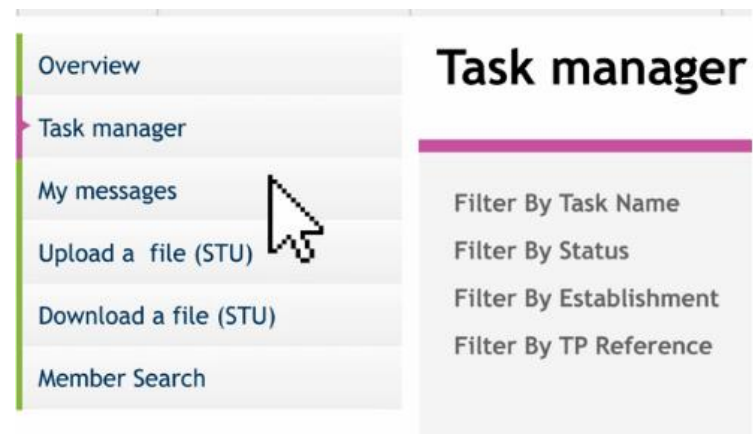 Overview
Task manager
My messages
Upload a  file (STU)
Download a file (STU)
Member Search
Task manager
Filter By Task Name
Filter By Status
Filter By Establishment
Filter By TP Reference